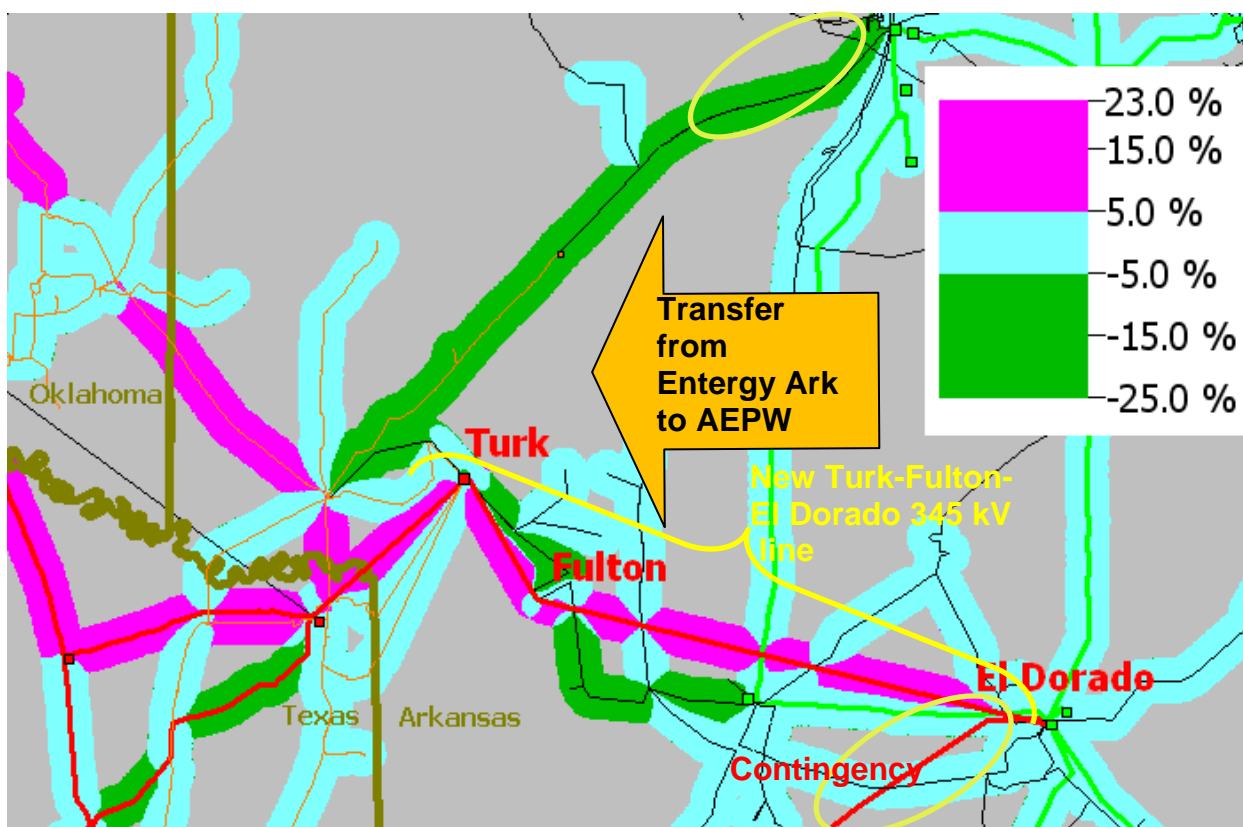 23.0 %
15.0 %
5.0 %
-5.0 %
-15.0 %
-25.0 %
Transfer
from
Entergy Ark
to AEPW
Oklahoma
Turk
New Turk-Fulton-
El Dorado 345 kV
line
Fulton
El Dorado
Texas
Arkansas
Contingency